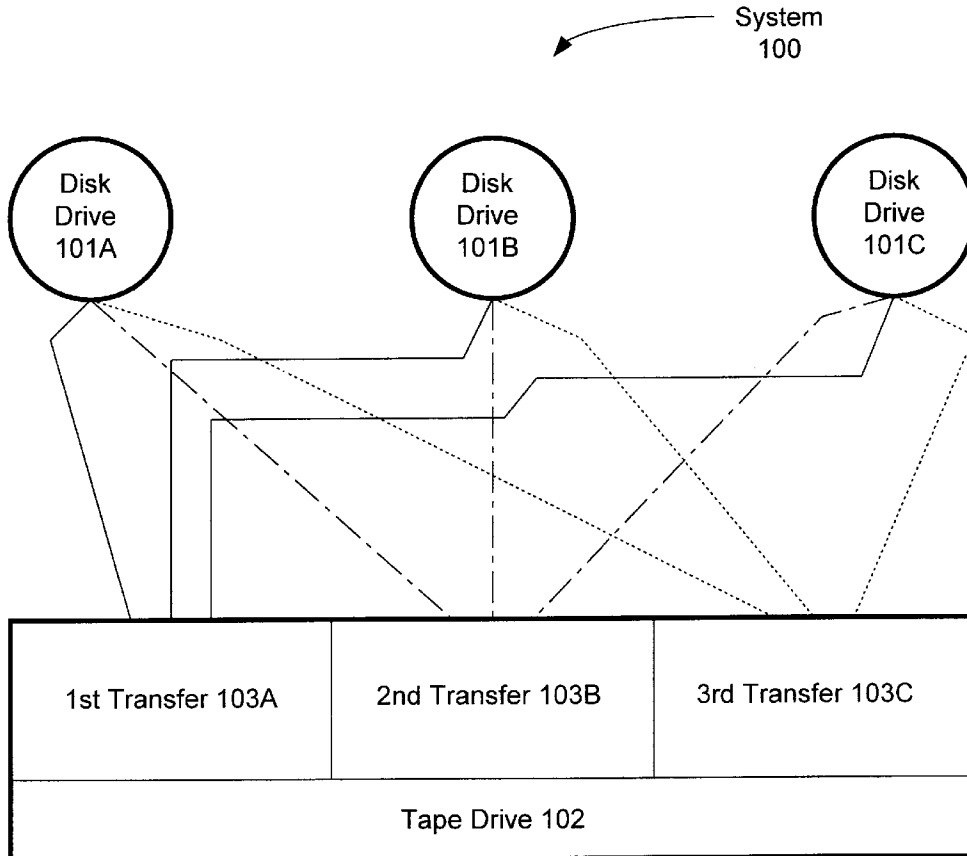 System
100
Disk
Drive
101A
Disk
Drive
101B
Disk
Drive
101C
1st Transfer 103A
2nd Transfer 103B
3rd Transfer 103C
Tape Drive 102